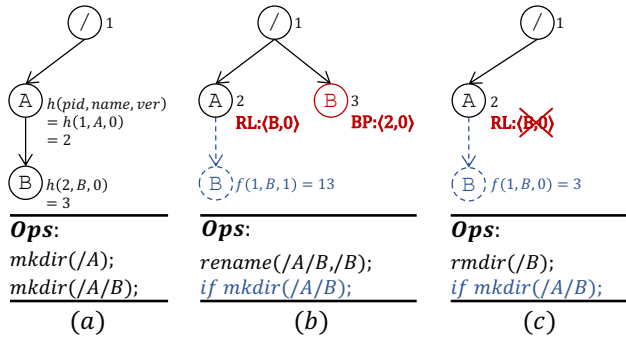 / 1
A h(pid,name,ver)
= h(1,A,0)
= 2
B h(2,B,0)
= 3
Ops:
mkdir(/A);
mkdir(/A/B);
(a)
/ 1
A 2
RL:⟨B,0⟩
B 3
BP:⟨2,0⟩
B f(1,B,1) = 13
Ops:
rename(/A/B,/B);
if mkdir(/A/B);
(b)
/ 1
A 2
RL:⟨B,0⟩
B f(1,B,0) = 3
Ops:
rmdir(/B);
if mkdir(/A/B);
(c)